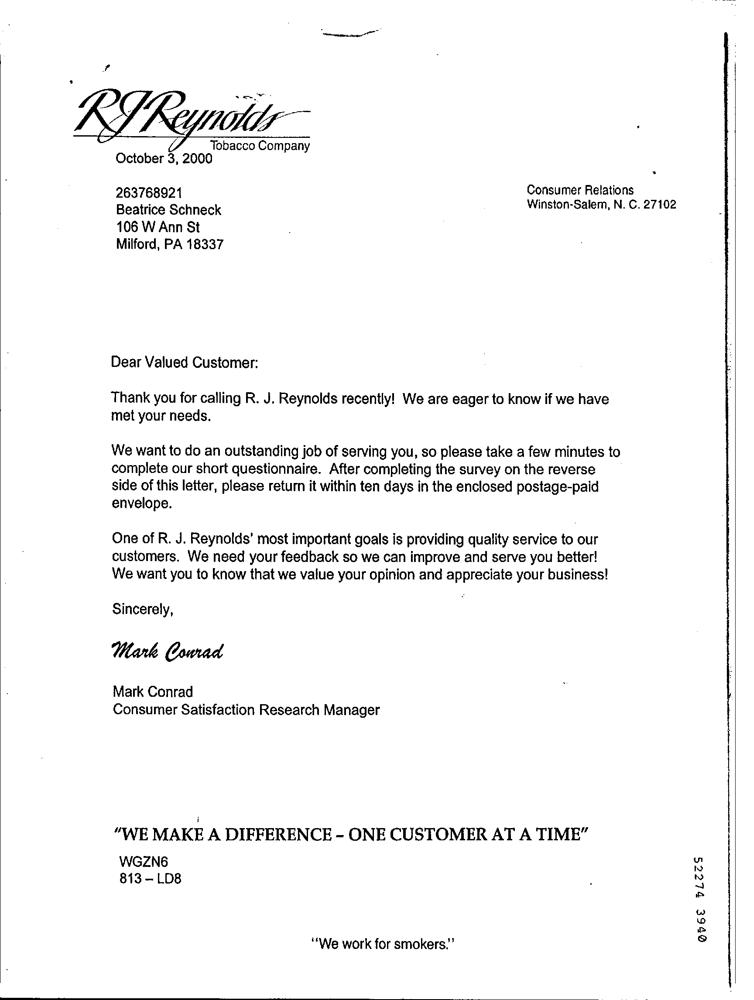 RJReynolds
Tobacco Company
October 3, 2000
263768921
Beatrice Schneck
106 W Ann St
Milford, PA 18337
Consumer Relations
Winston-Salem, N. C. 27102
Dear Valued Customer:
Thank you for calling R. J. Reynolds recently!  We are eager to know if we have
met your needs.
We want to do an outstanding job of serving you, so please take a few minutes to
complete our short questionnaire.  After completing the survey on the reverse
side of this letter, please return it within ten days in the enclosed postage-paid
envelope.
One of R. J. Reynolds' most important goals is providing quality service to our
customers.  We need your feedback so we can improve and serve you better!
We want you to know that we value your opinion and appreciate your business!
Sincerely,
Mark Conrad
Mark Conrad
Consumer Satisfaction Research Manager
"WE MAKE A DIFFERENCE – ONE CUSTOMER AT A TIME"
WGZN6
813 – LD8
52274 3940
"We work for smokers."